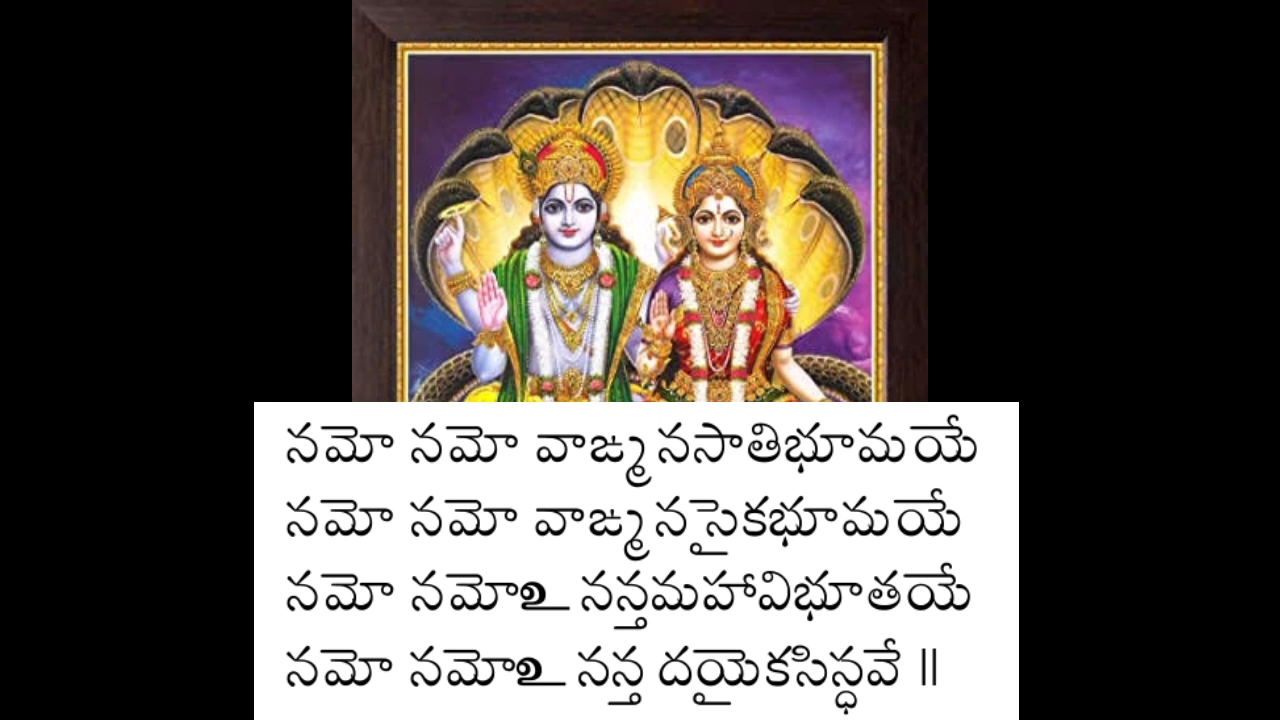 నమో నమో వాఙ్మనసాతిభూమయే
నమో నమో వాఙ్మనసైకభూమయే
నమో నమోఽనన్తమహావిభూతయే
నమో నమోఽనన్త దయైకసిన్ధవే ॥